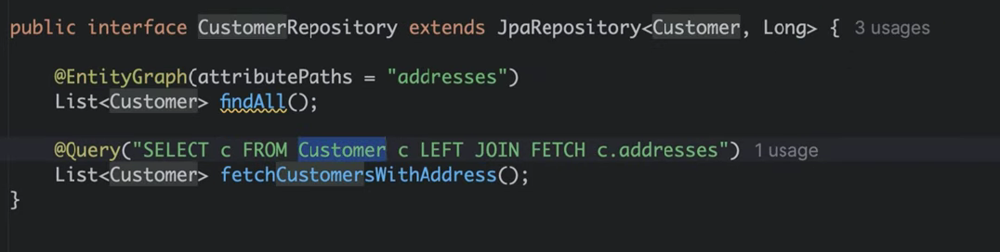 public interface CustomerRepository extends JpaRepository<Customer, Long> { 3 usages
@EntityGraph(attributePaths = "addresses")
List<Customer> findAll();
@Query("SELECT c FROM Customer c LEFT JOIN FETCH c.addresses") 1 usage
List<Customer> fetchCustomersWithAddress();
}